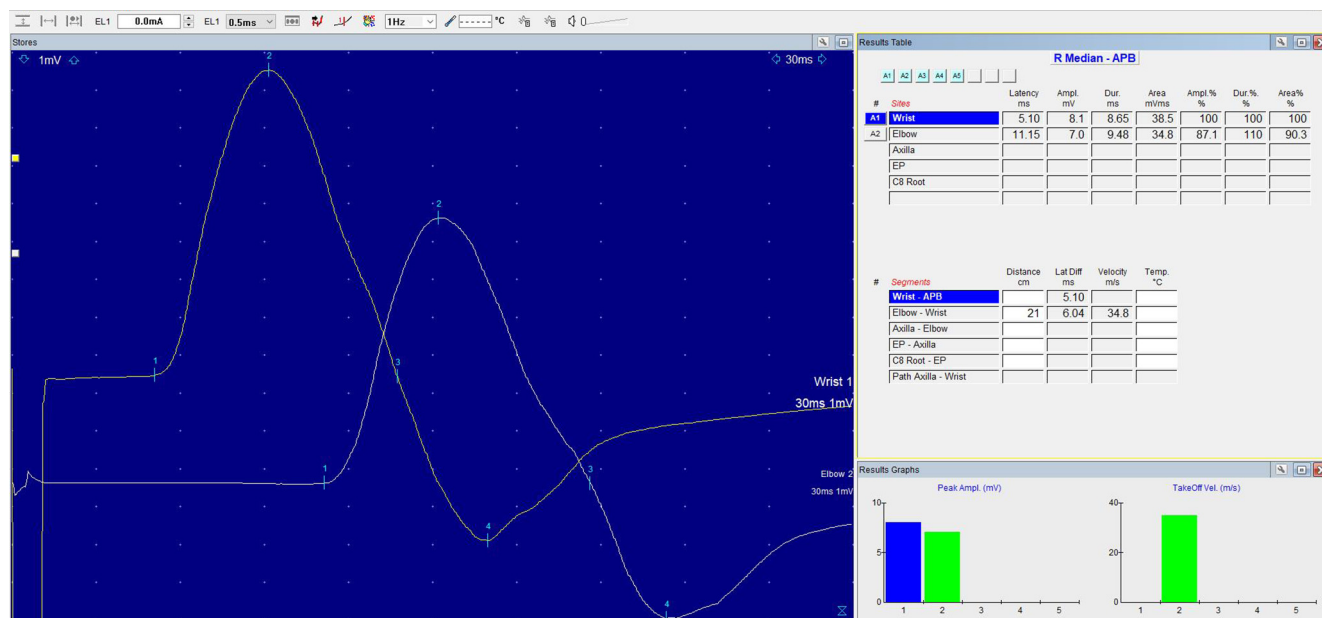 EL1 0.0mA EL1 0.5ms 1Hz ------ °C 0
Stores
1mV 30ms
2
1
3
4
2
1
3
4
Wrist 1
30ms 1mV
Elbow 2
30ms 1mV
Results Table
R Median - APB
A1 A2 A3 A4 A5
Latency Ampl. Dur. Area Ampl.% Dur.%. Area%
# Sites ms mV ms mVms % % %
A1 Wrist 5.10 8.1 8.65 38.5 100 100 100
A2 Elbow 11.15 7.0 9.48 34.8 87.1 110 90.3
Axilla
EP
C8 Root
Distance Lat Diff Velocity Temp.
# Segments cm ms m/s °C
Wrist - APB 5.10
Elbow - Wrist 21 6.04 34.8
Axilla - Elbow
EP - Axilla
C8 Root - EP
Path Axilla - Wrist
Results Graphs
Peak Ampl. (mV)
10
5
0
1 2 3 4 5
TakeOff Vel. (m/s)
40
20
0
1 2 3 4 5